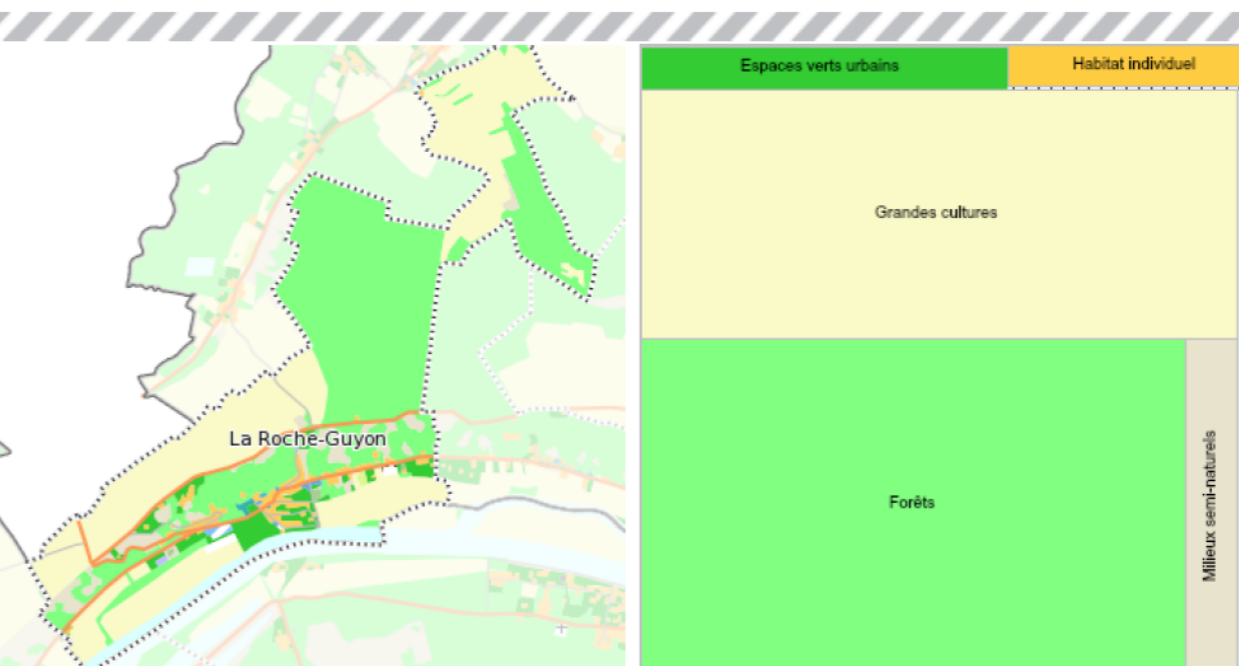 La Roche-Guyon
Espaces verts urbains
Habitat individuel
Grandes cultures
Forêts
Milieux semi-naturels